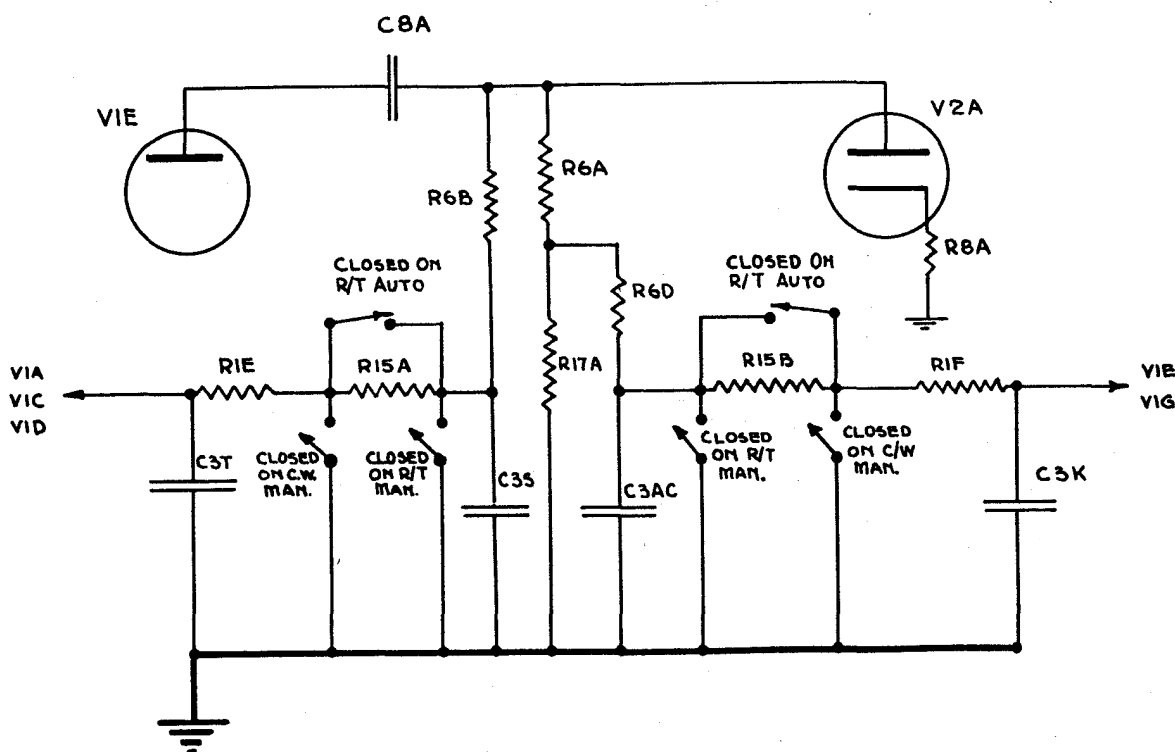 C8A
V1E
V2A
R6B
R6A
R8A
CLOSED ON
R/T AUTO
R6D
CLOSED ON
R/T AUTO
V1A
V1C
V1D
R1E
R15A
R17A
R15B
R1F
V1B
V1G
C3T
CLOSED
ON C.W.
MAN.
CLOSED
ON R/T
MAN.
C3S
C3AC
CLOSED
ON R/T
MAN.
CLOSED
ON C/W
MAN.
C3K